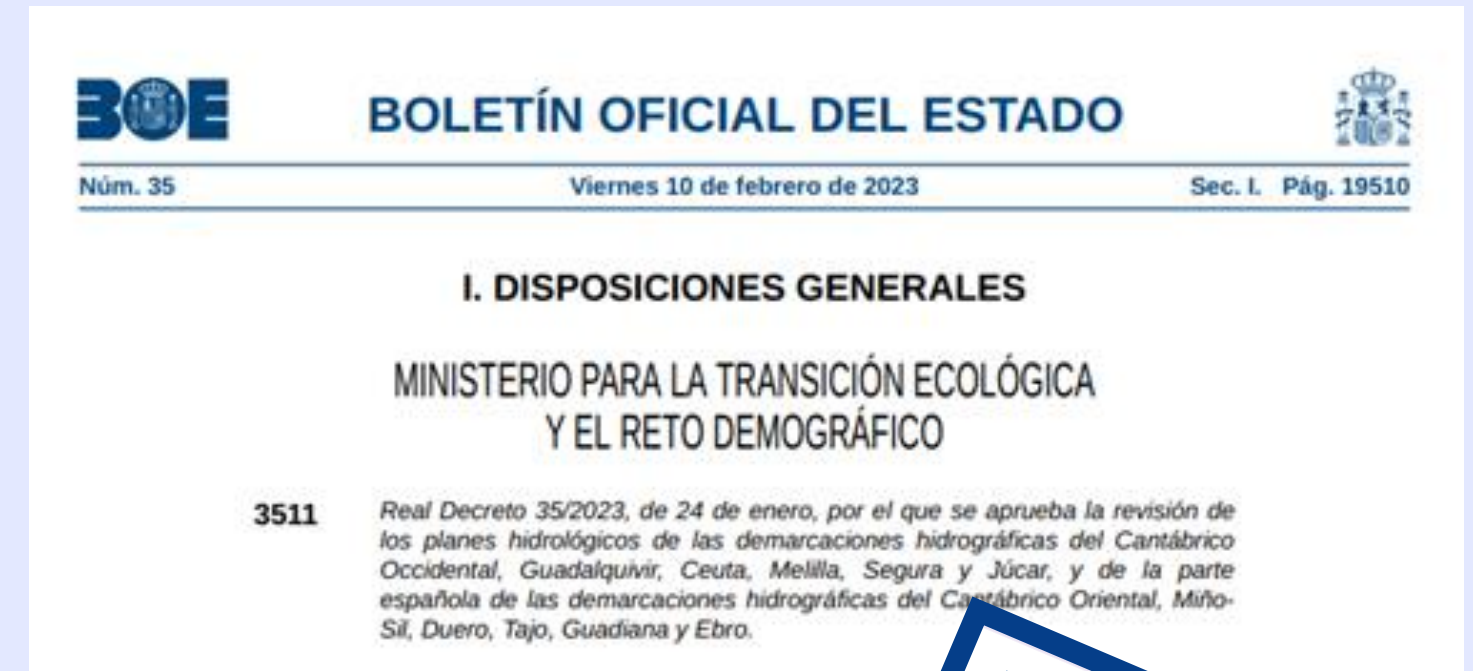 BOE
BOLETÍN OFICIAL DEL ESTADO
Núm. 35 Viernes 10 de febrero de 2023 Sec. I. Pág. 19510
I. DISPOSICIONES GENERALES
MINISTERIO PARA LA TRANSICIÓN ECOLÓGICA
Y EL RETO DEMOGRÁFICO
3511 Real Decreto 35/2023, de 24 de enero, por el que se aprueba la revisión de
los planes hidrológicos de las demarcaciones hidrográficas del Cantábrico
Occidental, Guadalquivir, Ceuta, Melilla, Segura y Júcar, y de la parte
española de las demarcaciones hidrográficas del Cantábrico Oriental, Miño-
Sil, Duero, Tajo, Guadiana y Ebro.